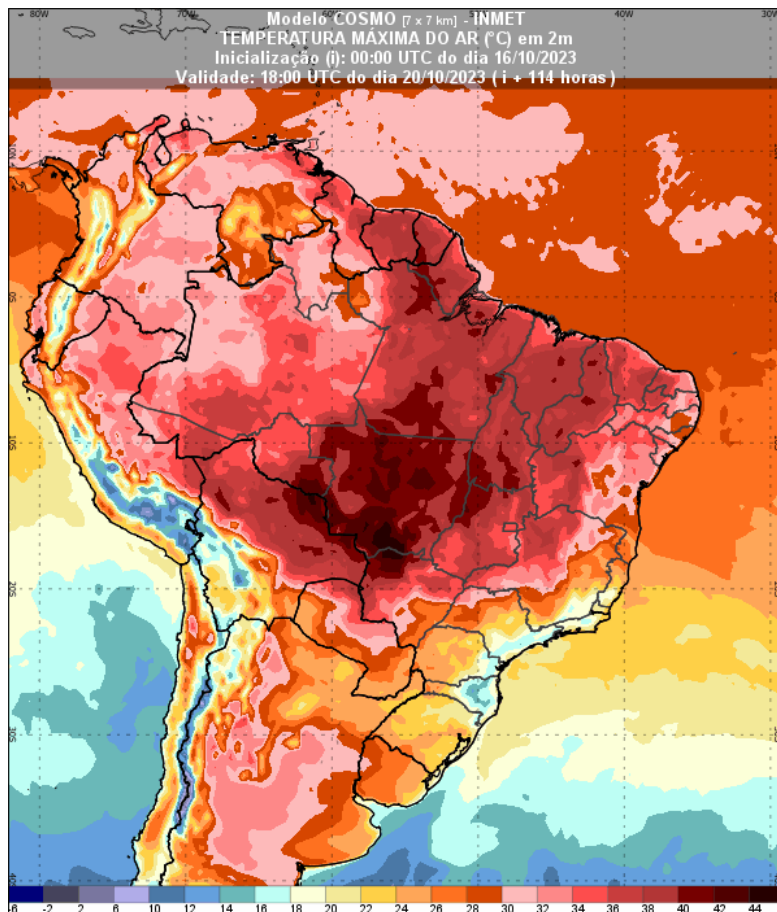 Modelo COSMO [7 x 7 km] - INMET
TEMPERATURA MÁXIMA DO AR (°C) em 2m
Inicialização (i): 00:00 UTC do dia 16/10/2023
Validade: 18:00 UTC do dia 20/10/2023 ( i + 114 horas )
80W 70W 40W 30W
10S
20S
30S
-6 -2 2 6 10 12 14 16 18 20 22 24 26 28 30 32 34 36 38 40 42 44